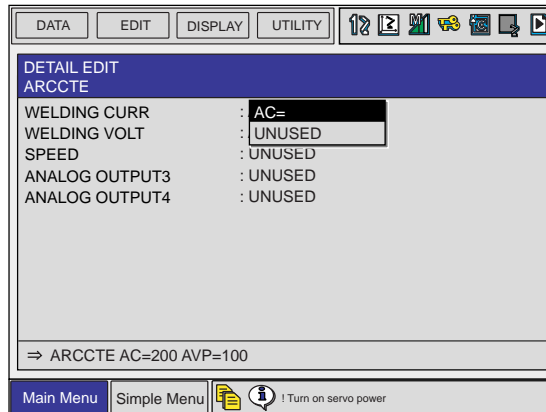 DATA EDIT DISPLAY UTILITY
DETAIL EDIT
ARCCTE
WELDING CURR : AC=
WELDING VOLT : UNUSED
SPEED : UNUSED
ANALOG OUTPUT3 : UNUSED
ANALOG OUTPUT4 : UNUSED
⇒ ARCCTE AC=200 AVP=100
Main Menu Simple Menu ! Turn on servo power